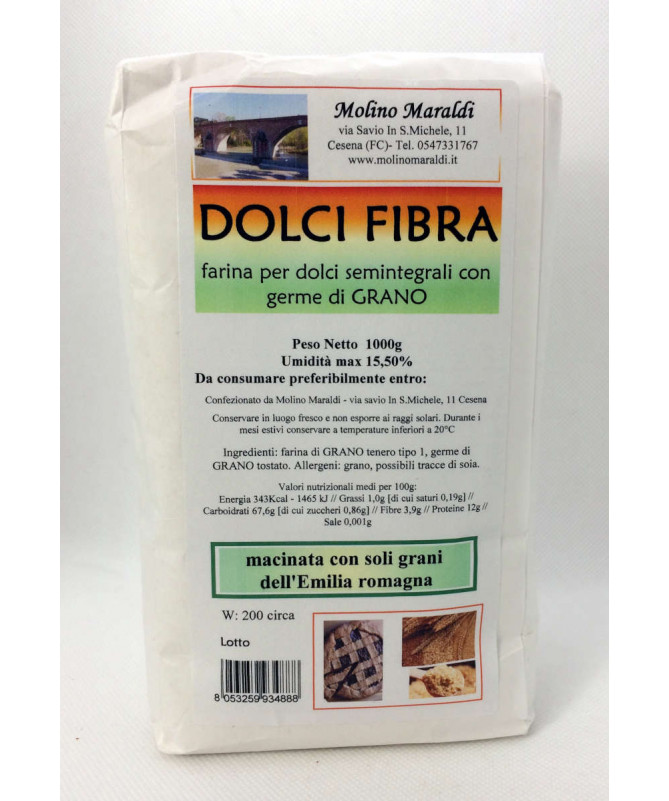 Molino Maraldi
via Savio In S.Michele, 11
Cesena (FC)- Tel. 0547331767
www.molinomaraldi.it
DOLCI FIBRA
farina per dolci semintegrali con
germe di GRANO
Peso Netto 1000g
Umidità max 15,50%
Da consumare preferibilmente entro:
Confezionato da Molino Maraldi - via savio In S.Michele, 11 Cesena
Conservare in luogo fresco e non esporre ai raggi solari. Durante i
mesi estivi conservare a temperature inferiori a 20°C
Ingredienti: farina di GRANO tenero tipo 1, germe di
GRANO tostato. Allergeni: grano, possibili tracce di soia.
Valori nutrizionali medi per 100g:
Energia 343Kcal - 1465 kJ // Grassi 1,0g [di cui saturi 0,19g] //
Carboidrati 67,6g [di cui zuccheri 0,86g] // Fibre 3,9g // Proteine 12g //
Sale 0,001g
macinata con soli grani
dell'Emilia romagna
W: 200 circa
Lotto
8 053259 934888